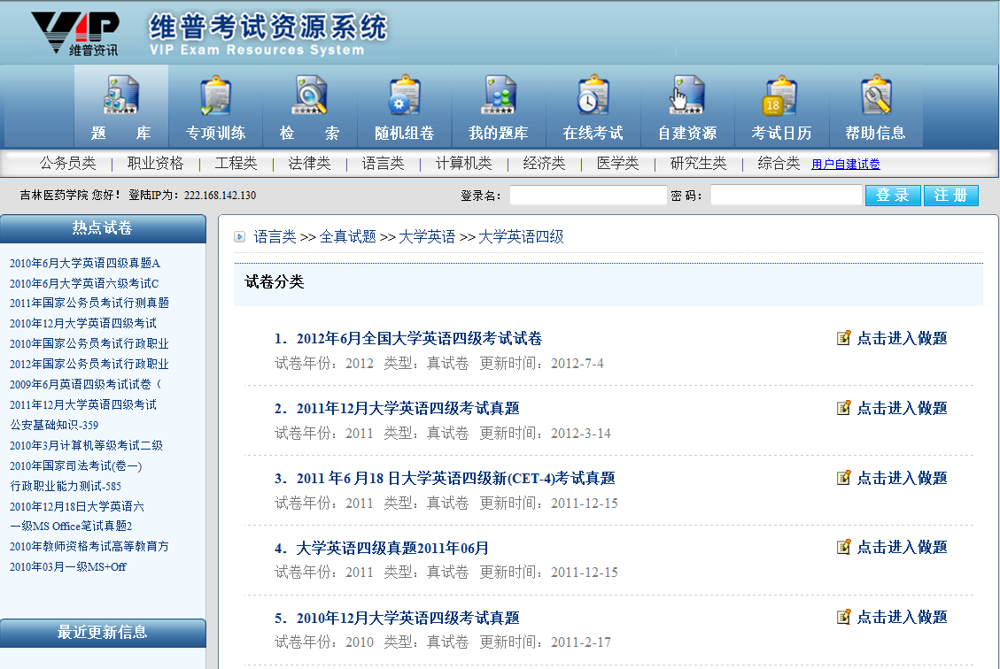 VIP 维普资讯
维普考试资源系统
VIP Exam Resources System
题 库 专项训练 检 索 随机组卷 我的题库 在线考试 自建资源 考试日历 帮助信息
18
公务员类 | 职业资格 | 工程类 | 法律类 | 语言类 | 计算机类 | 经济类 | 医学类 | 研究生类 | 综合类 用户自建试卷
吉林医药学院 您好! 登陆IP为: 222.168.142.130 登录名: 密 码: 登 录 注 册
热点试卷
2010年6月大学英语四级真题A
2010年6月大学英语六级考试C
2011年国家公务员考试行测真题
2010年12月大学英语四级考试
2010年国家公务员考试行政职业
2012年国家公务员考试行政职业
2009年6月英语四级考试试卷（
2011年12月大学英语四级考试
公安基础知识-359
2010年3月计算机等级考试二级
2010年国家司法考试(卷一)
行政职业能力测试-585
2010年12月18日大学英语六
一级MS Office笔试真题2
2010年教师资格考试高等教育方
2010年03月一级MS+Off
最近更新信息
语言类 >> 全真试题 >> 大学英语 >> 大学英语四级
试卷分类
1. 2012年6月全国大学英语四级考试试卷 点击进入做题
试卷年份: 2012 类型: 真试卷 更新时间: 2012-7-4
2. 2011年12月大学英语四级考试真题 点击进入做题
试卷年份: 2011 类型: 真试卷 更新时间: 2012-3-14
3. 2011 年6 月18 日大学英语四级新(CET-4)考试真题 点击进入做题
试卷年份: 2011 类型: 真试卷 更新时间: 2011-12-15
4. 大学英语四级真题2011年06月 点击进入做题
试卷年份: 2011 类型: 真试卷 更新时间: 2011-12-15
5. 2010年12月大学英语四级考试真题 点击进入做题
试卷年份: 2010 类型: 真试卷 更新时间: 2011-2-17